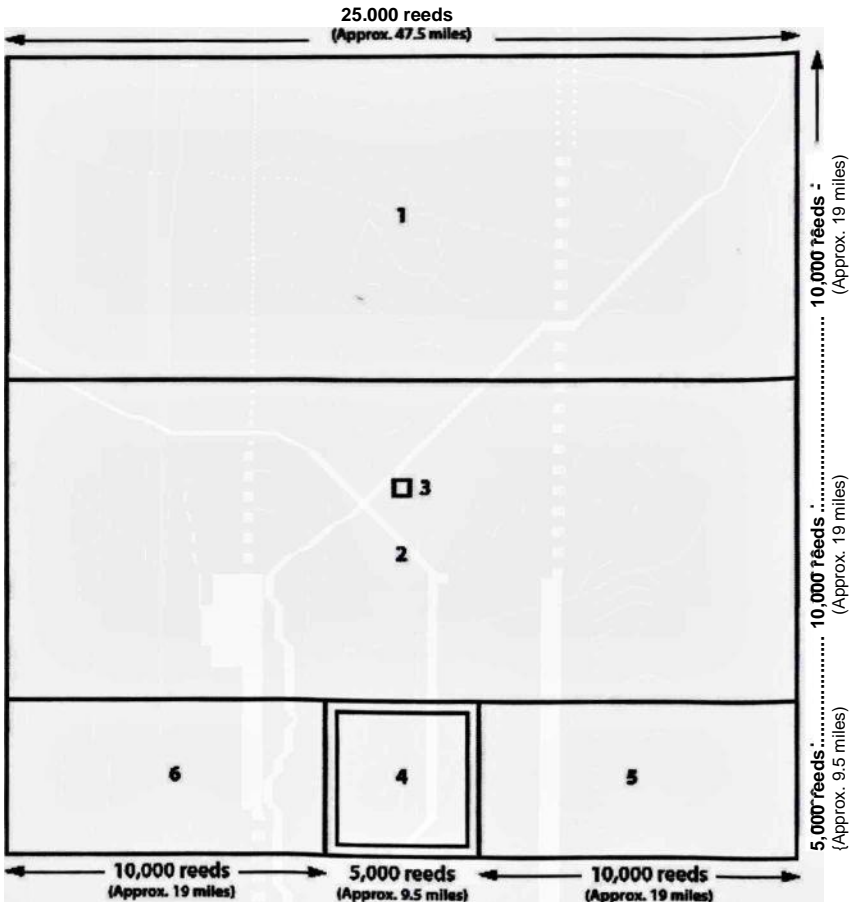 25.000 reeds
(Approx. 47.5 miles)
1
10,000 reeds
(Approx. 19 miles)
3
2
10,000 reeds
(Approx. 19 miles)
6
4
5
5,000 reeds
(Approx. 9.5 miles)
10,000 reeds
(Approx. 19 miles)
5,000 reeds
(Approx. 9.5 miles)
10,000 reeds
(Approx. 19 miles)